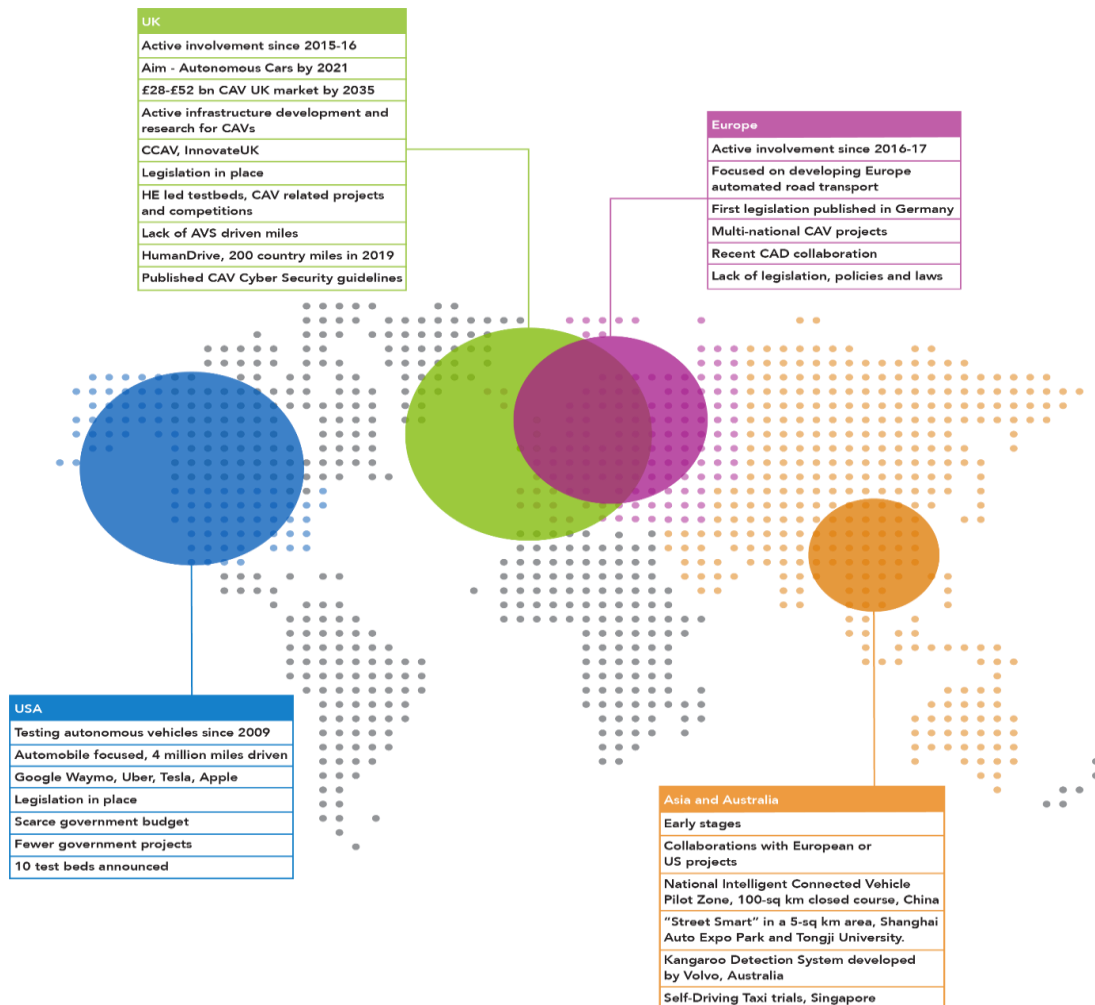 UK
Active involvement since 2015-16
Aim - Autonomous Cars by 2021
£28-£52 bn CAV UK market by 2035
Active infrastructure development and
research for CAVs
CCAV, InnovateUK
Legislation in place
HE led testbeds, CAV related projects
and competitions
Lack of AVS driven miles
HumanDrive, 200 country miles in 2019
Published CAV Cyber Security guidelines
Europe
Active involvement since 2016-17
Focused on developing Europe
automated road transport
First legislation published in Germany
Multi-national CAV projects
Recent CAD collaboration
Lack of legislation, policies and laws
USA
Testing autonomous vehicles since 2009
Automobile focused, 4 million miles driven
Google Waymo, Uber, Tesla, Apple
Legislation in place
Scarce government budget
Fewer government projects
10 test beds announced
Asia and Australia
Early stages
Collaborations with European or
US projects
National Intelligent Connected Vehicle
Pilot Zone, 100-sq km closed course, China
“Street Smart” in a 5-sq km area, Shanghai
Auto Expo Park and Tongji University.
Kangaroo Detection System developed
by Volvo, Australia
Self-Driving Taxi trials, Singapore